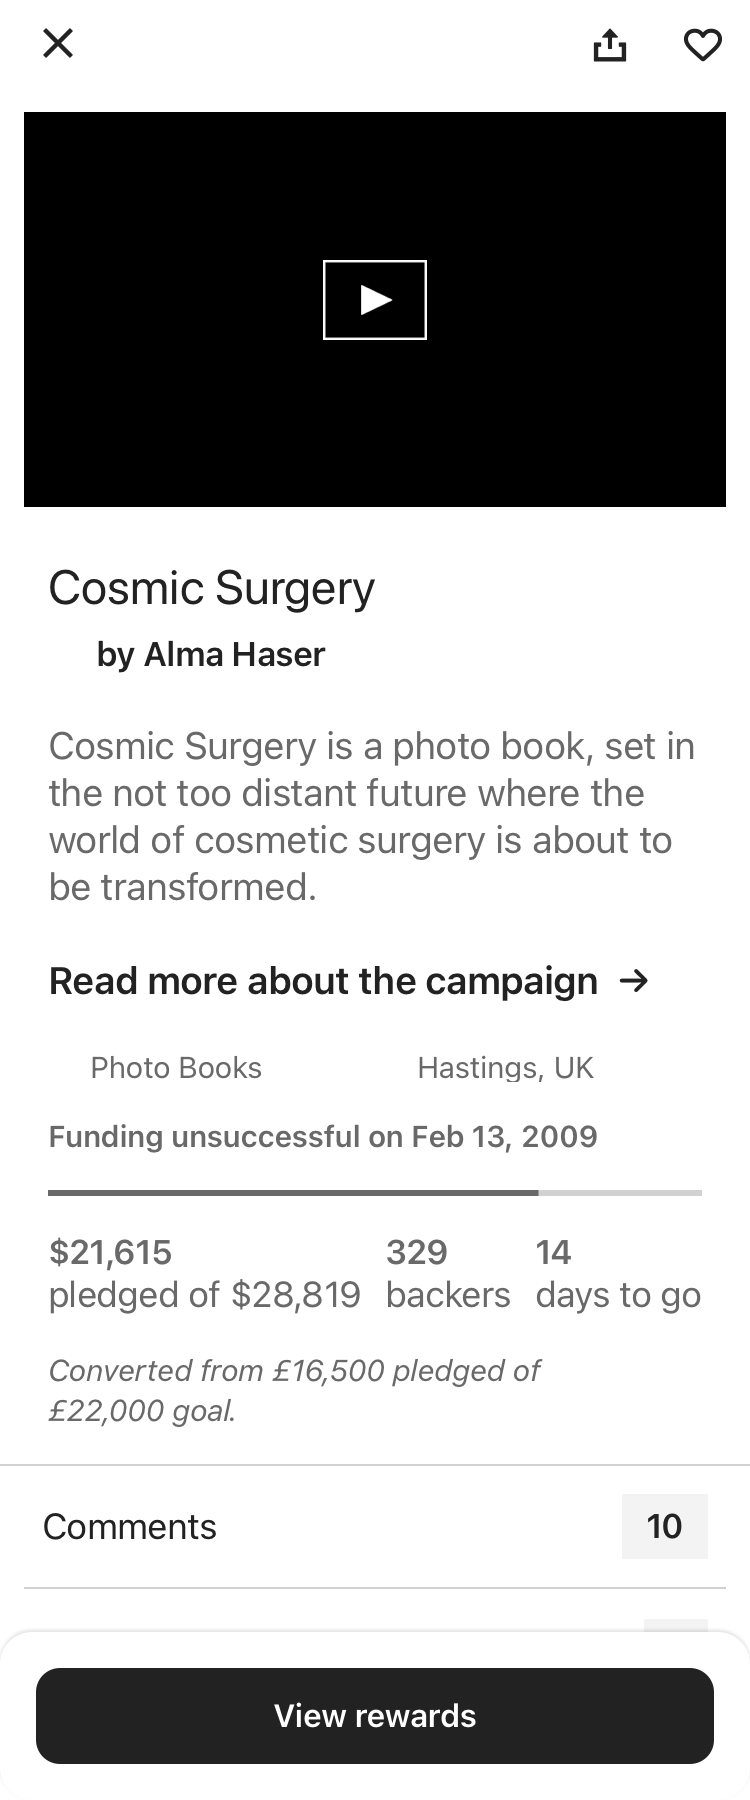 Cosmic Surgery
by Alma Haser
Cosmic Surgery is a photo book, set in
the not too distant future where the
world of cosmetic surgery is about to
be transformed.
Read more about the campaign →
Photo Books
Hastings, UK
Funding unsuccessful on Feb 13, 2009
$21,615
pledged of $28,819
329
backers
14
days to go
Converted from £16,500 pledged of
£22,000 goal.
Comments
10
View rewards